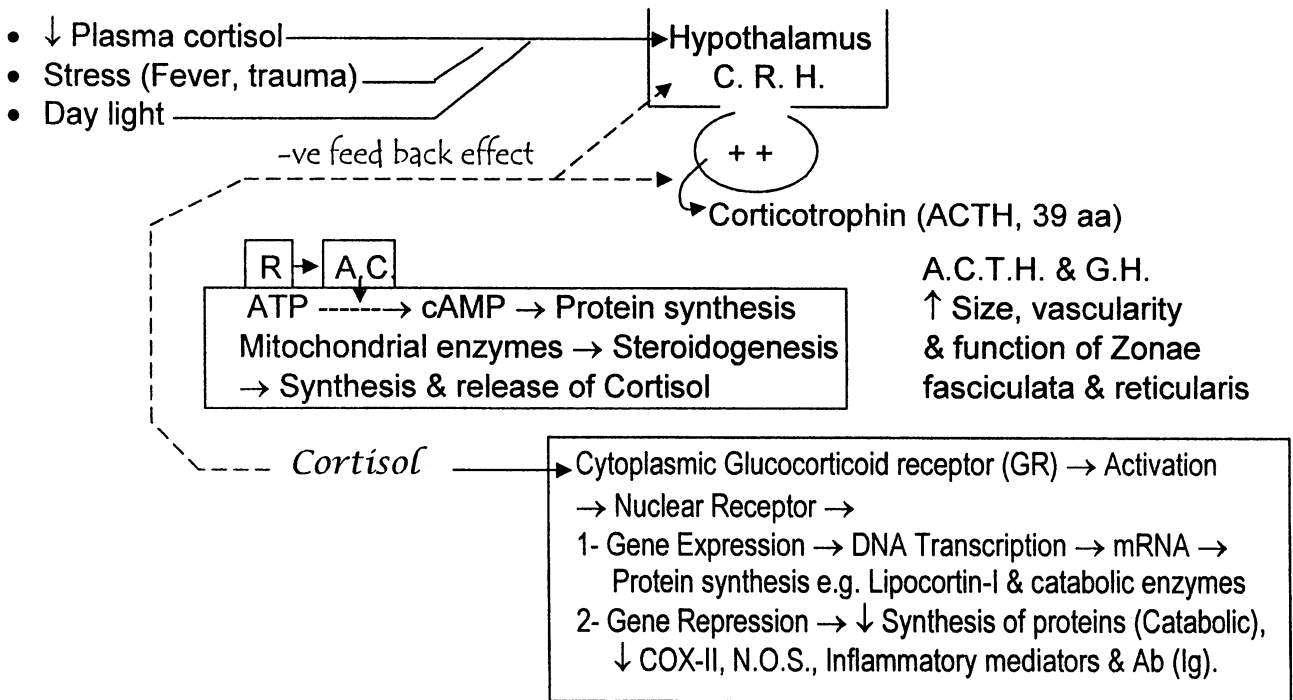 • ↓ Plasma cortisol
• Stress (Fever, trauma)
• Day light
Hypothalamus
C. R. H.
-ve feed back effect
+ +
Corticotrophin (ACTH, 39 aa)
R → A.C.
ATP ------→ cAMP → Protein synthesis
Mitochondrial enzymes → Steroidogenesis
→ Synthesis & release of Cortisol
A.C.T.H. & G.H.
↑ Size, vascularity
& function of Zonae
fasciculata & reticularis
Cortisol
Cytoplasmic Glucocorticoid receptor (GR) → Activation
→ Nuclear Receptor →
1- Gene Expression → DNA Transcription → mRNA →
Protein synthesis e.g. Lipocortin-I & catabolic enzymes
2- Gene Repression → ↓ Synthesis of proteins (Catabolic),
↓ COX-II, N.O.S., Inflammatory mediators & Ab (Ig).